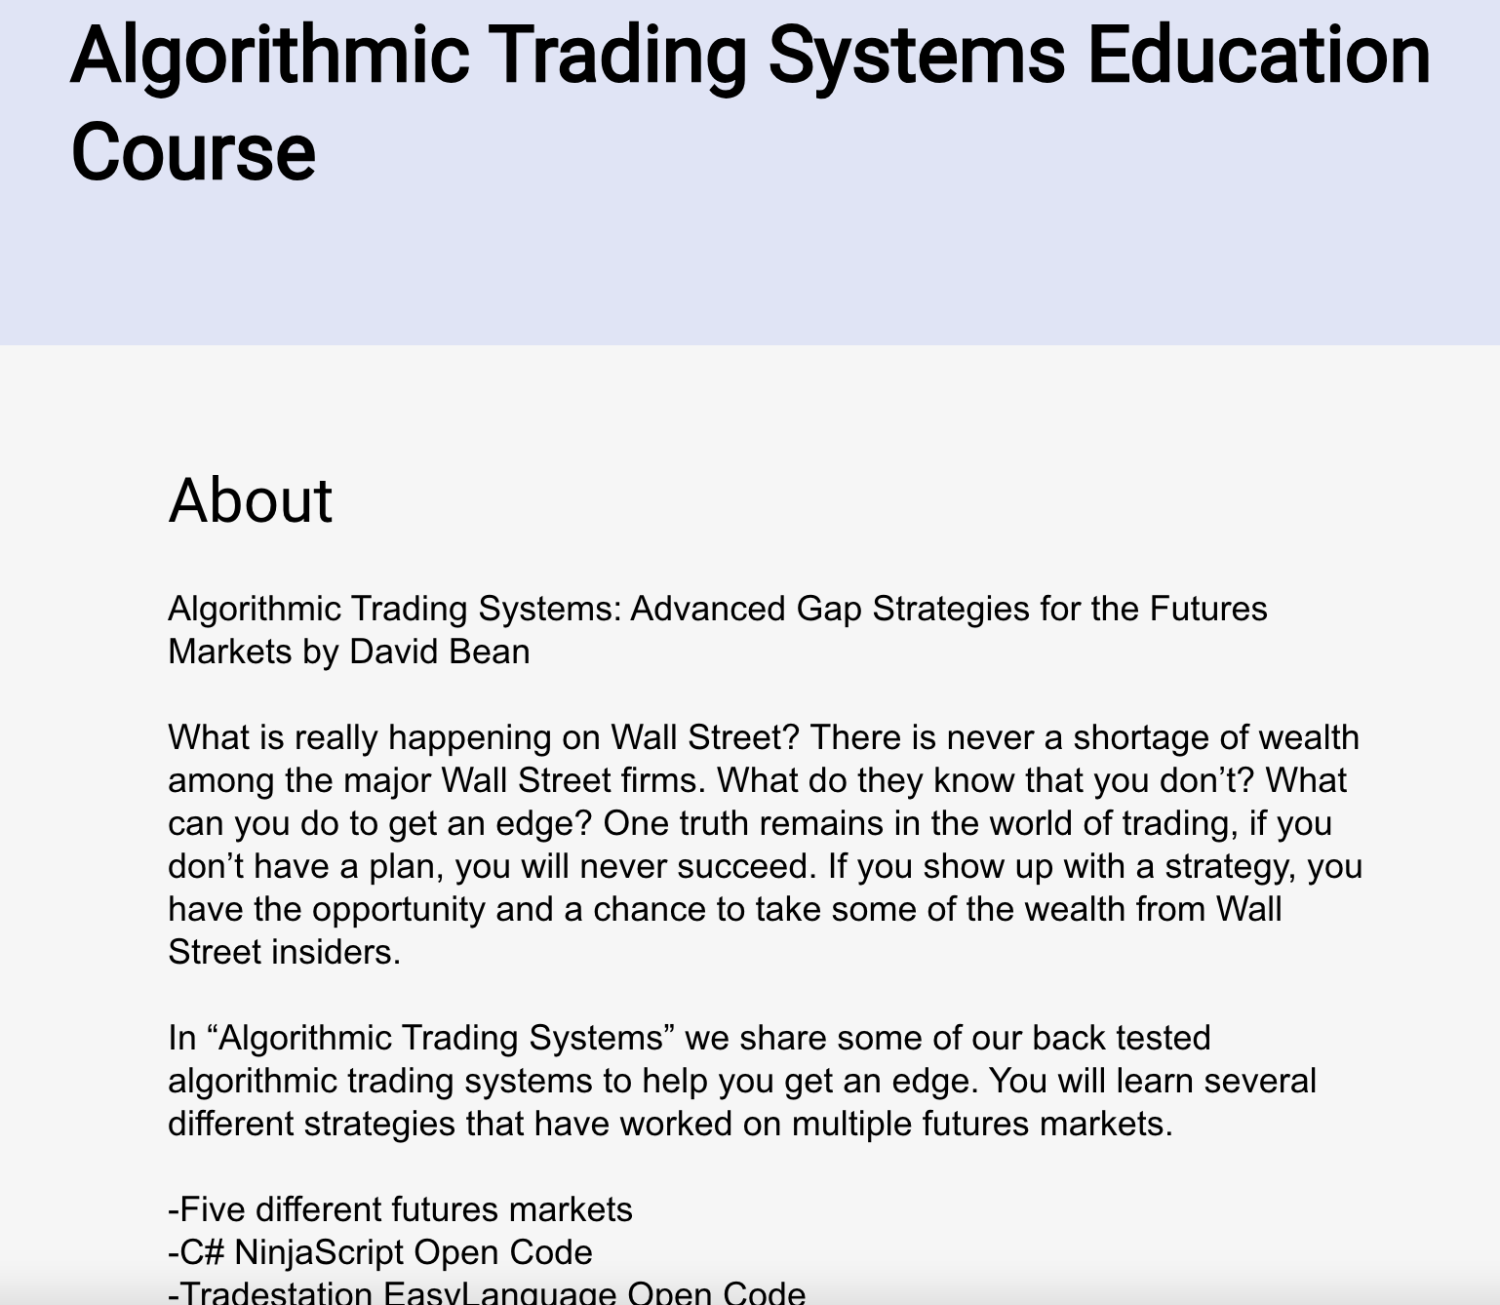 Algorithmic Trading Systems Education
Course
About
Algorithmic Trading Systems: Advanced Gap Strategies for the Futures
Markets by David Bean
What is really happening on Wall Street? There is never a shortage of wealth
among the major Wall Street firms. What do they know that you don’t? What
can you do to get an edge? One truth remains in the world of trading, if you
don’t have a plan, you will never succeed. If you show up with a strategy, you
have the opportunity and a chance to take some of the wealth from Wall
Street insiders.
In “Algorithmic Trading Systems” we share some of our back tested
algorithmic trading systems to help you get an edge. You will learn several
different strategies that have worked on multiple futures markets.
-Five different futures markets
-C# NinjaScript Open Code
-Tradestation EasyLanguage Open Code